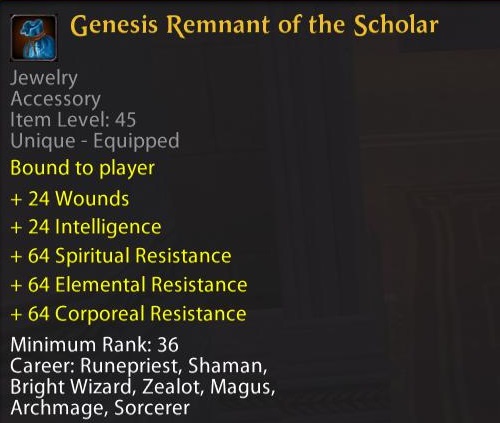 Genesis Remnant of the Scholar
Jewelry
Accessory
Item Level: 45
Unique - Equipped
Bound to player
+ 24 Wounds
+ 24 Intelligence
+ 64 Spiritual Resistance
+ 64 Elemental Resistance
+ 64 Corporeal Resistance
Minimum Rank: 36
Career: Runepriest, Shaman,
Bright Wizard, Zealot, Magus,
Archmage, Sorcerer